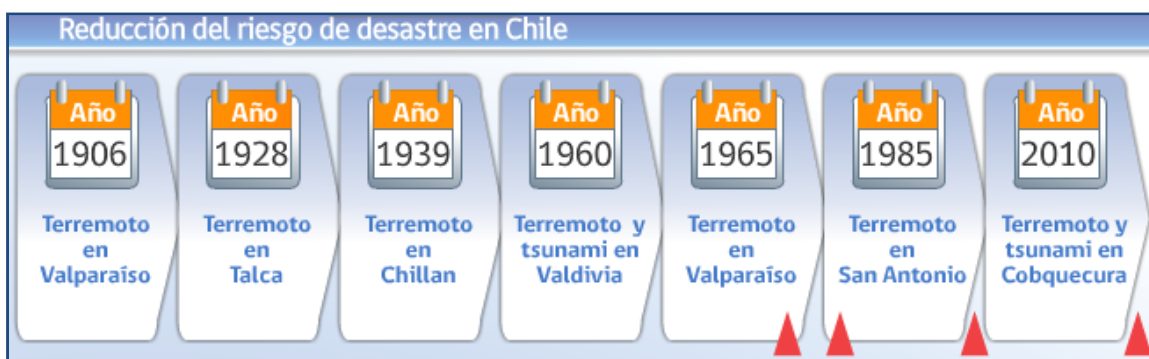 Reducción del riesgo de desastre en Chile
Año
1906
Terremoto
en
Valparaíso
Año
1928
Terremoto
en
Talca
Año
1939
Terremoto
en
Chillan
Año
1960
Terremoto y
tsunami en
Valdivia
Año
1965
Terremoto
en
Valparaíso
Año
1985
Terremoto
en
San Antonio
Año
2010
Terremoto y
tsunami en
Cobquecura